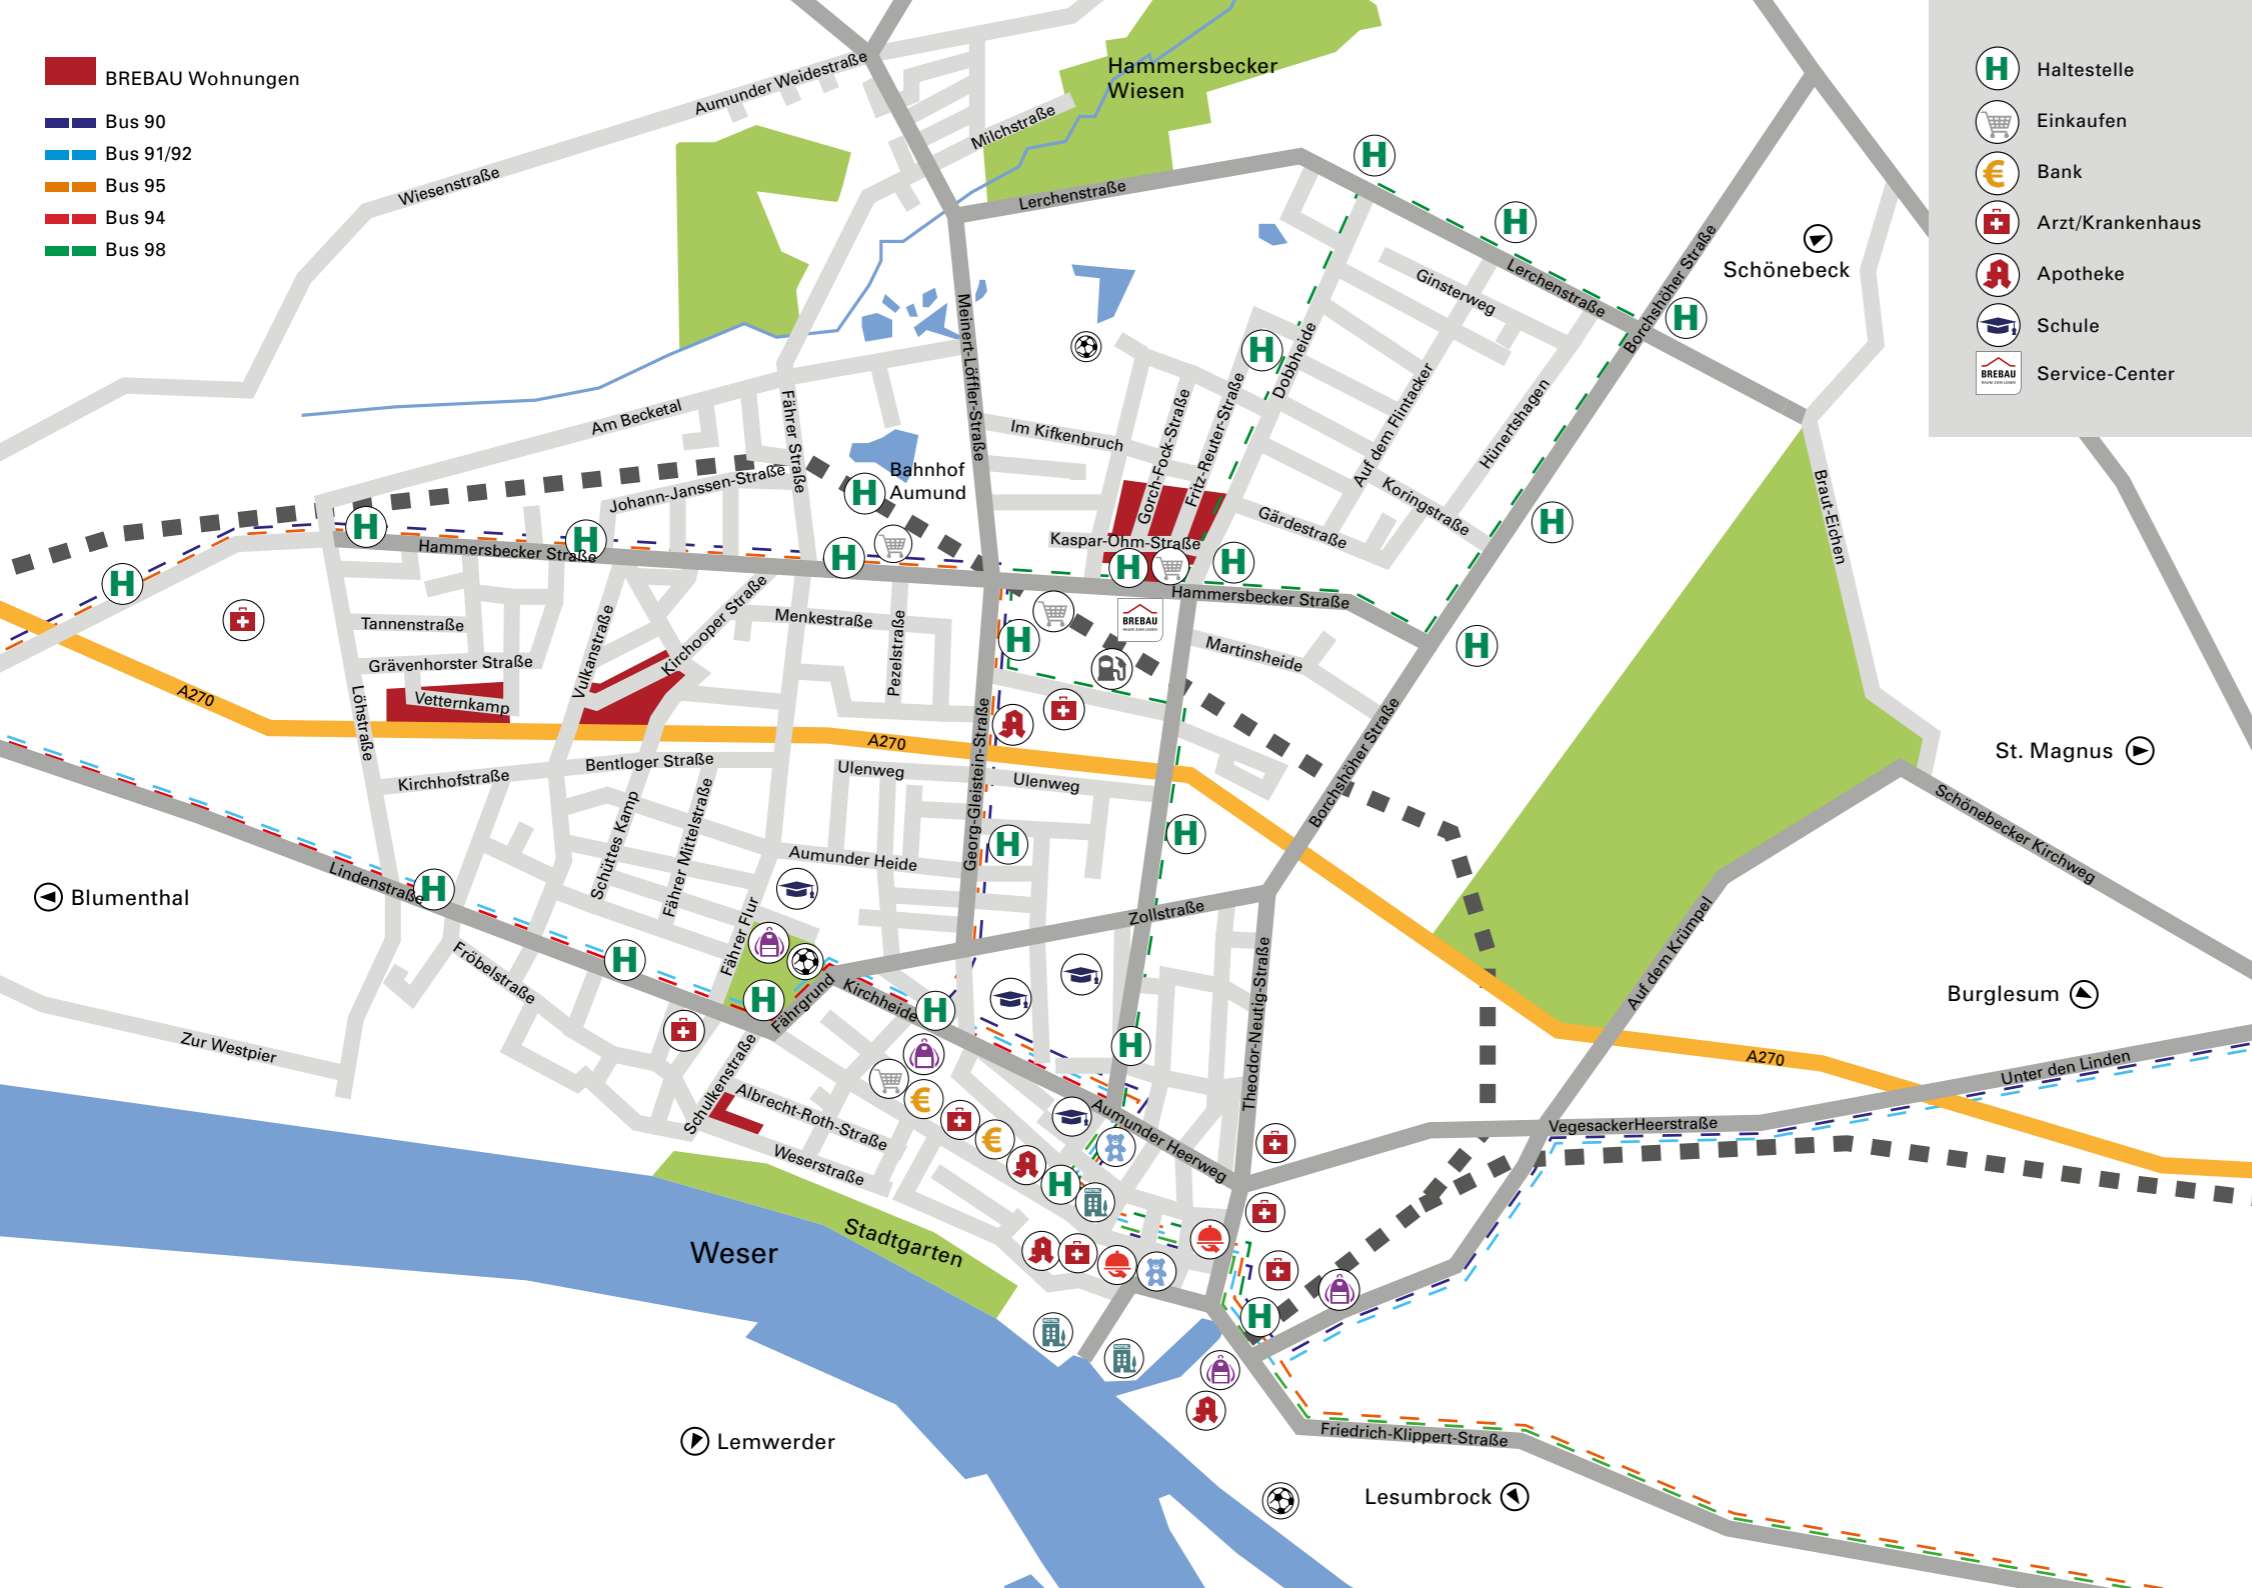 BREBAU Wohnungen
Bus 90
Bus 91/92
Bus 95
Bus 94
Bus 98
H Haltestelle
Einkaufen
€ Bank
Arzt/Krankenhaus
A Apotheke
Schule
BREBAU
Service-Center
Hammersbecker
Wiesen
Aumunder Weidestraße
Milchstraße
Wiesenstraße
Lerchenstraße
Schönebeck
Ginsterweg
Lerchenstraße
Borchshöher Straße
Meinert-Löffler-Straße
Dobbheide
Am Becketal
Fährer Straße
Im Kifkenbruch
Gorch-Fock-Straße
Fritz-Reuter-Straße
Auf dem Flintacker
Hünertshagen
Bahnhof
Aumund
Johann-Janssen-Straße
Koringstraße
Gärdestraße
Braut-Eichen
Kaspar-Ohm-Straße
Hammersbecker Straße
Hammersbecker Straße
BREBAU
Tannenstraße
Vulkanstraße
Kirchooper Straße
Menkestraße
Pezelstraße
Martinsheide
Grävenhorster Straße
Vetternkamp
A270
Löhstraße
A270
Georg-Gleistein-Straße
Borchshöher Straße
St. Magnus
Kirchhofstraße
Bentloger Straße
Ulenweg
Ulenweg
Schönebecker Kirchweg
Schüttes Kamp
Fährer Mittelstraße
Aumunder Heide
Blumenthal
Lindenstraße
Fährer Flur
Zollstraße
Fröbelstraße
Fährgrund
Kirchheide
Theodor-Neutig-Straße
Auf dem Krümpel
Burglesum
Zur Westpier
Schulkenstraße
Albrecht-Roth-Straße
Weserstraße
Aumunder Heerweg
A270
Unter den Linden
VegesackerHeerstraße
Weser
Stadtgarten
Lemwerder
Friedrich-Klippert-Straße
Lesumbrock